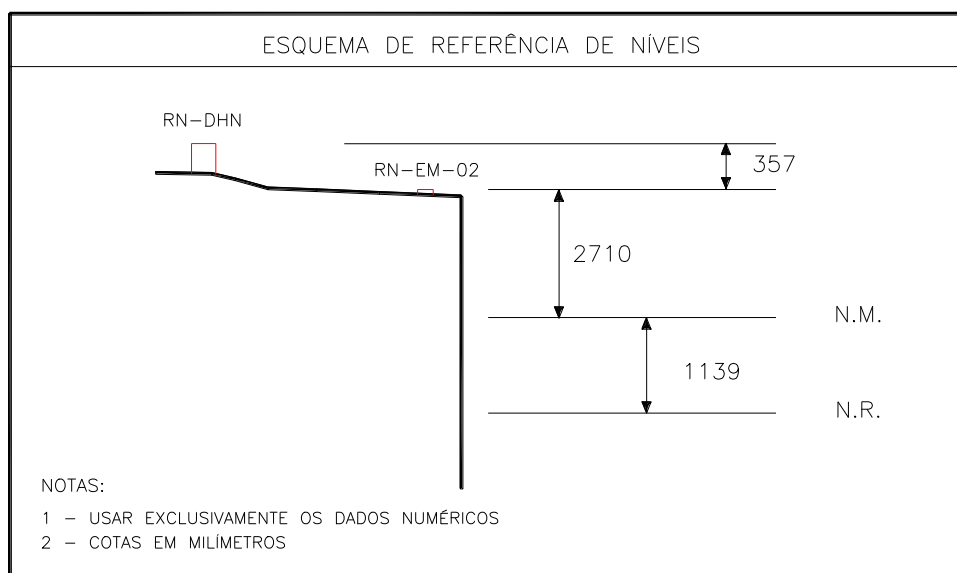 ESQUEMA DE REFERÊNCIA DE NÍVEIS
RN-DHN
RN-EM-02
357
2710
N.M.
1139
N.R.
NOTAS:
1 - USAR EXCLUSIVAMENTE OS DADOS NUMÉRICOS
2 - COTAS EM MILÍMETROS